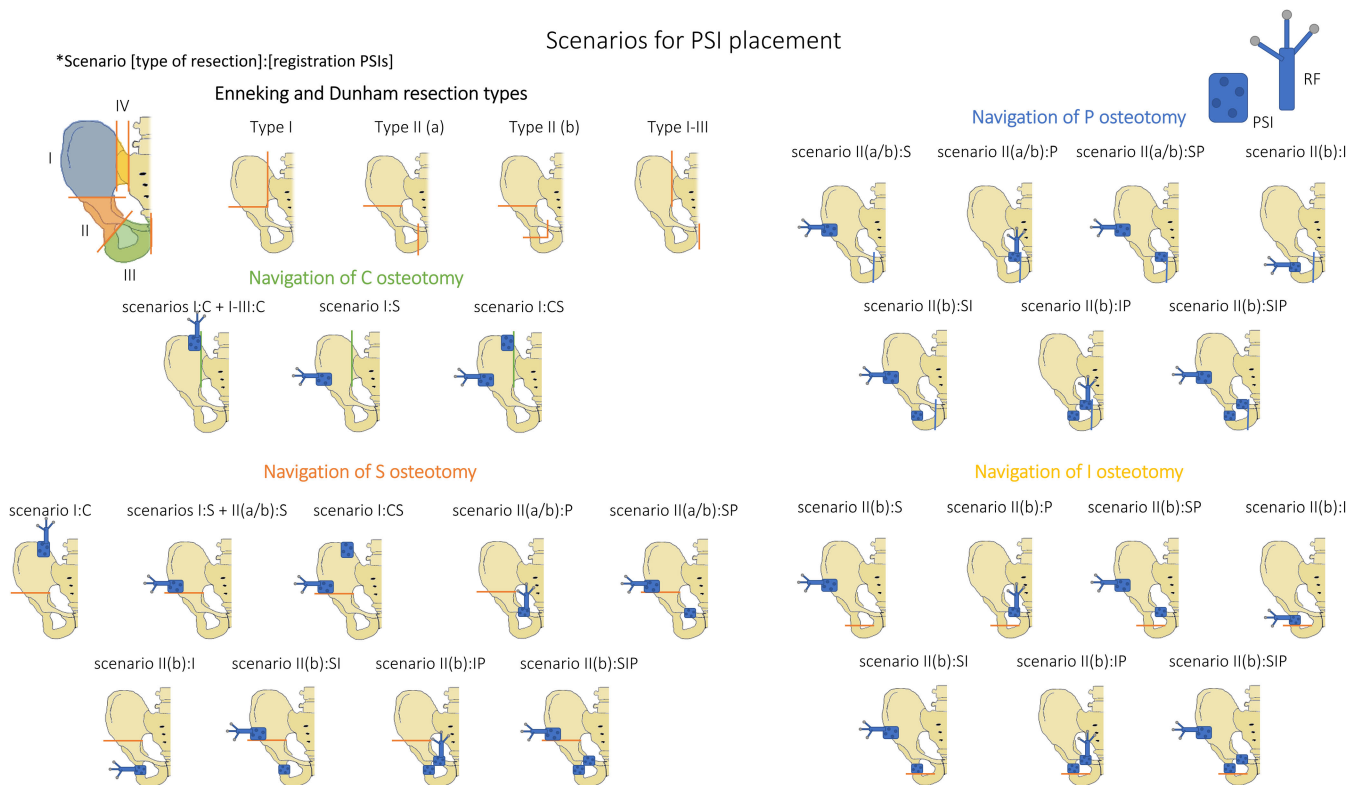 Scenarios for PSI placement
*Scenario [type of resection]:[registration PSIs]
RF
PSI
Enneking and Dunham resection types
IV
I
II
III
Type I
Type II (a)
Type II (b)
Type I-III
Navigation of C osteotomy
scenarios I:C + I-III:C
scenario I:S
scenario I:CS
Navigation of P osteotomy
scenario II(a/b):S
scenario II(a/b):P
scenario II(a/b):SP
scenario II(b):I
scenario II(b):SI
scenario II(b):IP
scenario II(b):SIP
Navigation of S osteotomy
scenario I:C
scenarios I:S + II(a/b):S
scenario I:CS
scenario II(a/b):P
scenario II(a/b):SP
scenario II(b):I
scenario II(b):SI
scenario II(b):IP
scenario II(b):SIP
Navigation of I osteotomy
scenario II(b):S
scenario II(b):P
scenario II(b):SP
scenario II(b):I
scenario II(b):SI
scenario II(b):IP
scenario II(b):SIP